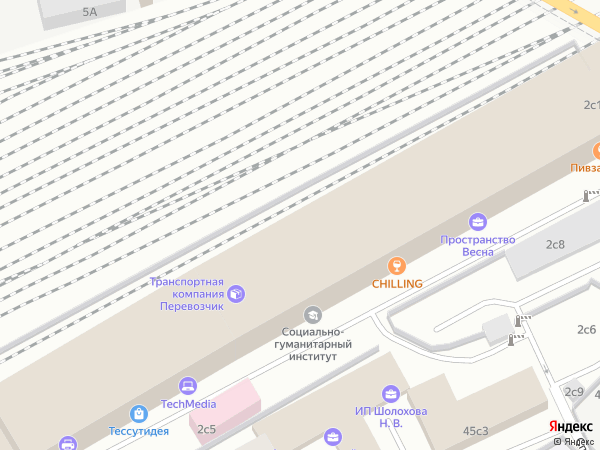 5А
2с1
Пивза
Пространство
Весна
2с8
CHILLING
Транспортная
компания
Перевозчик
Социально-
гуманитарный
институт
2с6
TechMedia
Тессутидея
2с5
ИП Шолохова
Н. В.
2с9
45с3
4
Яндекс
© Яндекс